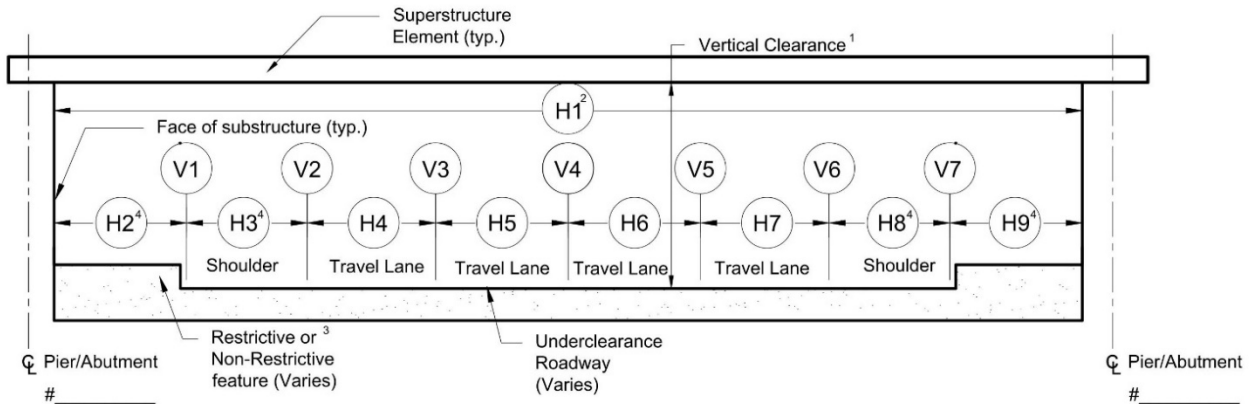 Superstructure
Element (typ.)
Vertical Clearance 1
H1 2
Face of substructure (typ.)
V1 V2 V3 V4 V5 V6 V7
H2 4 H3 4 H4 H5 H6 H7 H8 4 H9 4
Shoulder Travel Lane Travel Lane Travel Lane Travel Lane Shoulder
Restrictive or 3
Non-Restrictive
feature (Varies)
Underclearance
Roadway
(Varies)
℄ Pier/Abutment
#__________
℄ Pier/Abutment
#__________